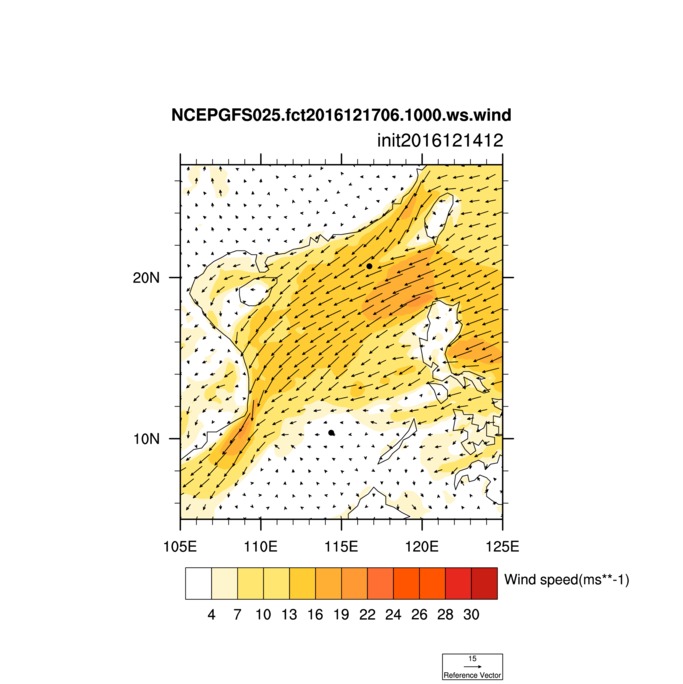 NCEPGFS025.fct2016121706.1000.ws.wind
init2016121412
20N
10N
105E 110E 115E 120E 125E
Wind speed(ms**-1)
4 7 10 13 16 19 22 24 26 28 30
15
Reference Vector